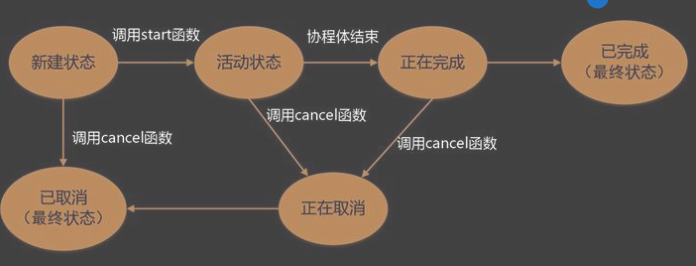 调用start函数
协程体结束
新建状态
活动状态
正在完成
已完成
（最终状态）
调用cancel函数
调用cancel函数
调用cancel函数
已取消
（最终状态）
正在取消